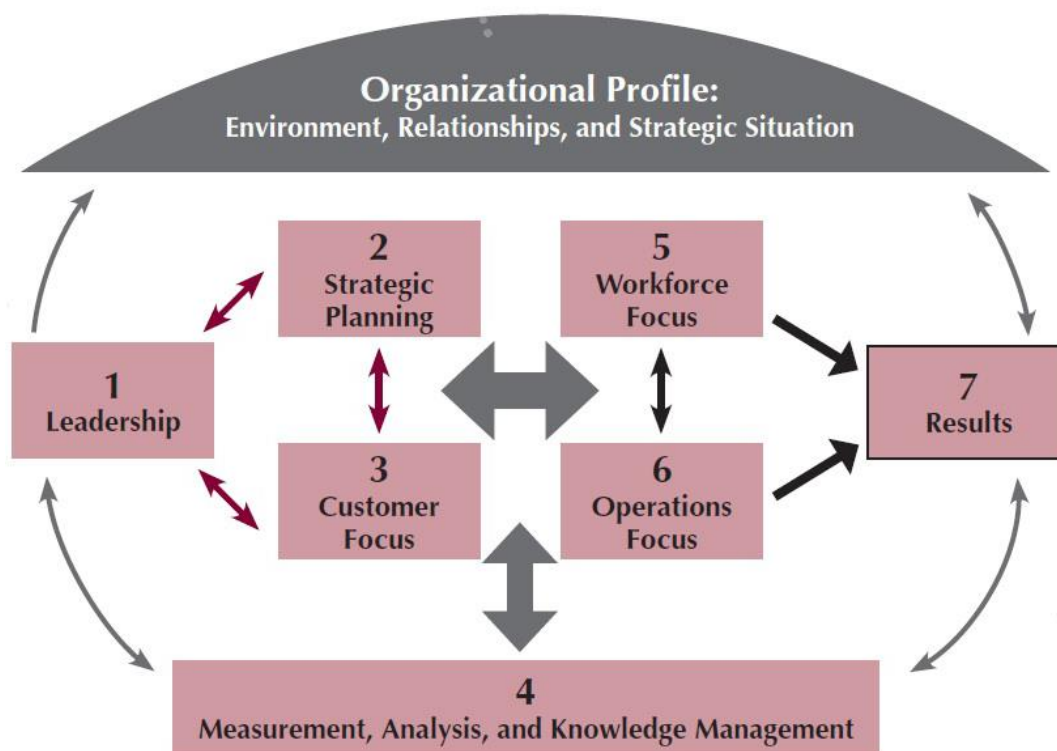 Organizational Profile:
Environment, Relationships, and Strategic Situation
1
Leadership
2
Strategic
Planning
3
Customer
Focus
5
Workforce
Focus
6
Operations
Focus
7
Results
4
Measurement, Analysis, and Knowledge Management